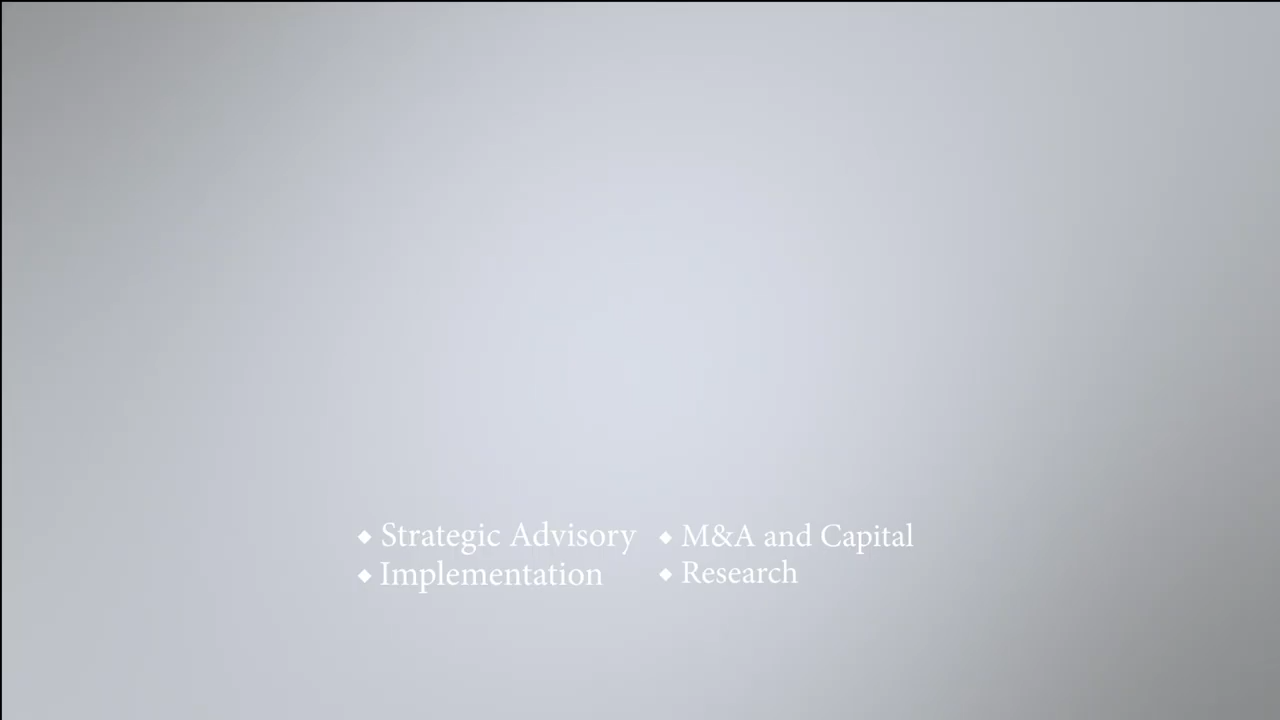 ◆ Strategic Advisory ◆ M&A and Capital
◆ Implementation ◆ Research